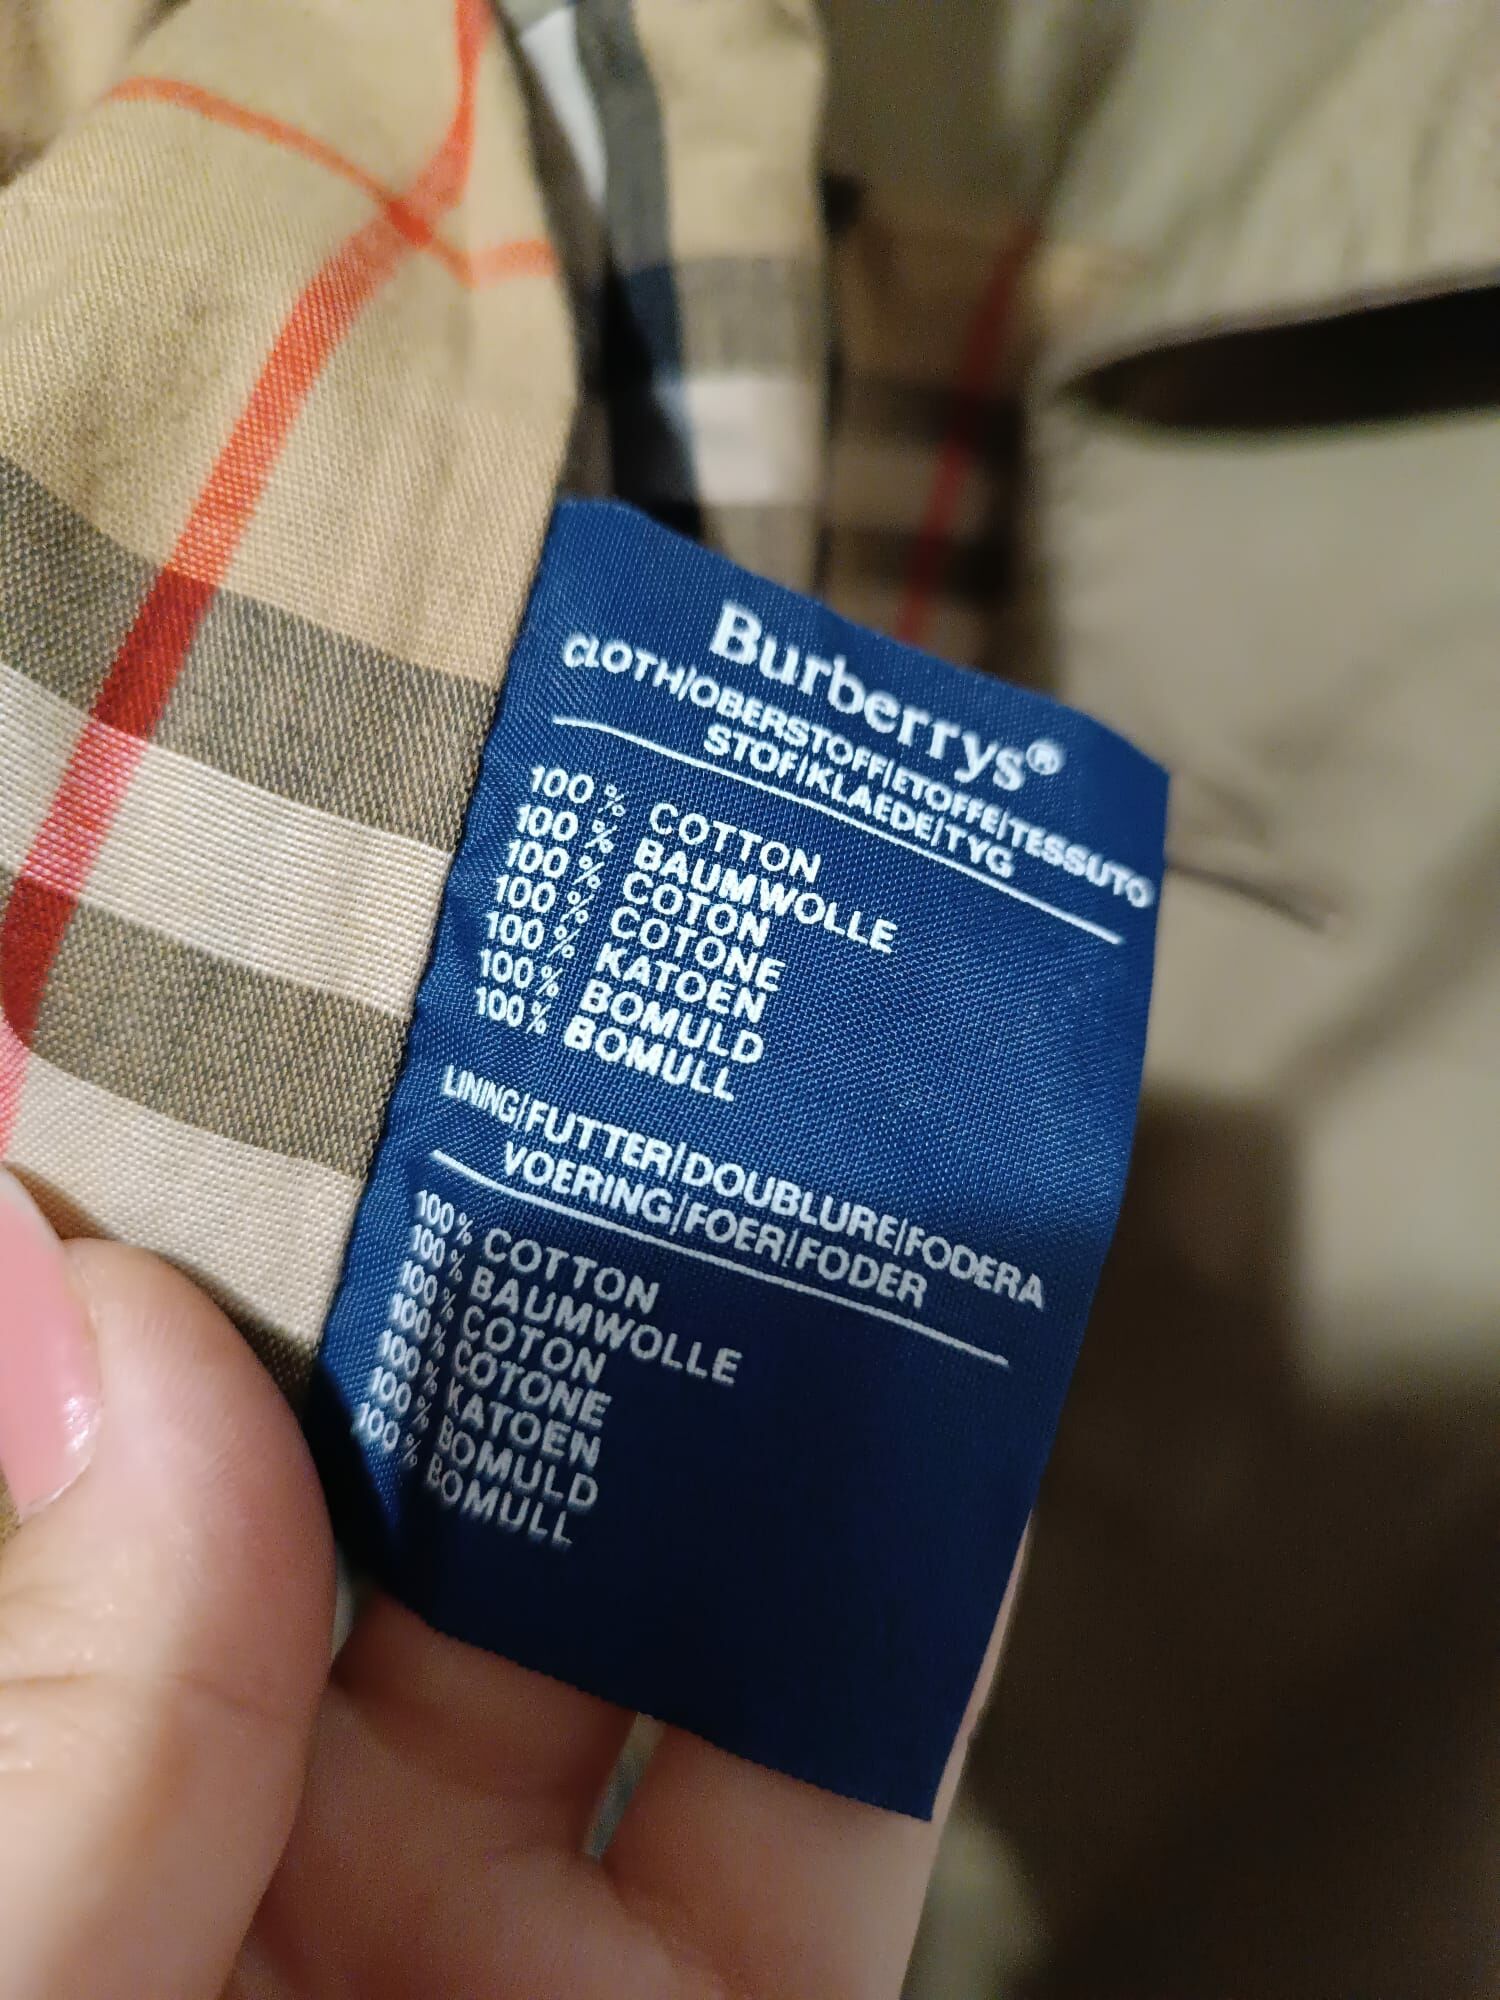 Burberrys®
CLOTH/OBERSTOFF/ETOFFE/TESSUTO
STOF/KLAEDE/TYG
100% COTTON
100% BAUMWOLLE
100% COTON
100% COTONE
100% KATOEN
100% BOMULD
100% BOMULL
LINING/FUTTER/DOUBLURE/FODERA
VOERING/FOER/FODER
100% COTTON
100% BAUMWOLLE
100% COTON
100% COTONE
100% KATOEN
100% BOMULD
100% BOMULL